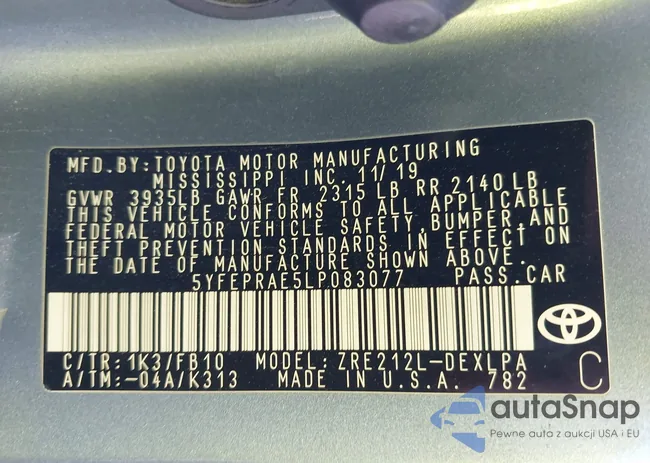 MFD. BY: TOYOTA MOTOR MANUFACTURING
MISSISSIPPI INC. 11/19
GVWR 3935LB GAWR FR 2315 LB RR 2140 LB
THIS VEHICLE CONFORMS TO ALL APPLICABLE
FEDERAL MOTOR VEHICLE SAFETY, BUMPER, AND
THEFT PREVENTION STANDARDS IN EFFECT ON
THE DATE OF MANUFACTURE SHOWN ABOVE.
5YFEPRAE5LP083077 PASS. CAR
C/TR: 1K3/FB10 MODEL: ZRE212L-DEXLPA
A/TM: -04A/K313 MADE IN U.S.A. 782 C
autaSnap
Pewne auta z aukcji USA i EU